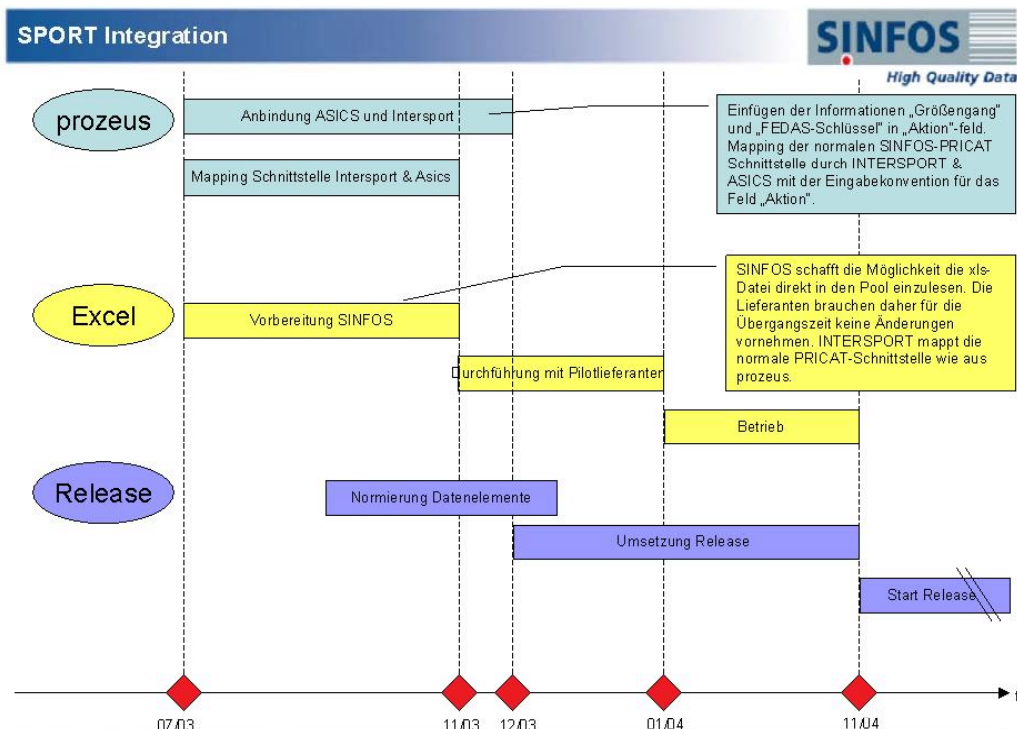 SPORT Integration
SINFOS
High Quality Data
prozeus
Anbindung ASICS und Intersport
Mapping Schnittstelle Intersport & Asics
Einfügen der Informationen „Größengang"
und „FEDAS-Schlüssel" in „Aktion"-feld.
Mapping der normalen SINFOS-PRICAT
Schnittstelle durch INTERSPORT &
ASICS mit der Eingabekonvention für das
Feld „Aktion".
Excel
Vorbereitung SINFOS
SINFOS schafft die Möglichkeit die xls-
Datei direkt in den Pool einzulesen. Die
Lieferanten brauchen daher für die
Übergangszeit keine Änderungen
vornehmen. INTERSPORT mappt die
normale PRICAT-Schnittstelle wie aus
prozeus.
Durchführung mit Pilotlieferanten
Betrieb
Release
Normierung Datenelemente
Umsetzung Release
Start Release
t
07/03
11/03
12/03
01/04
11/04